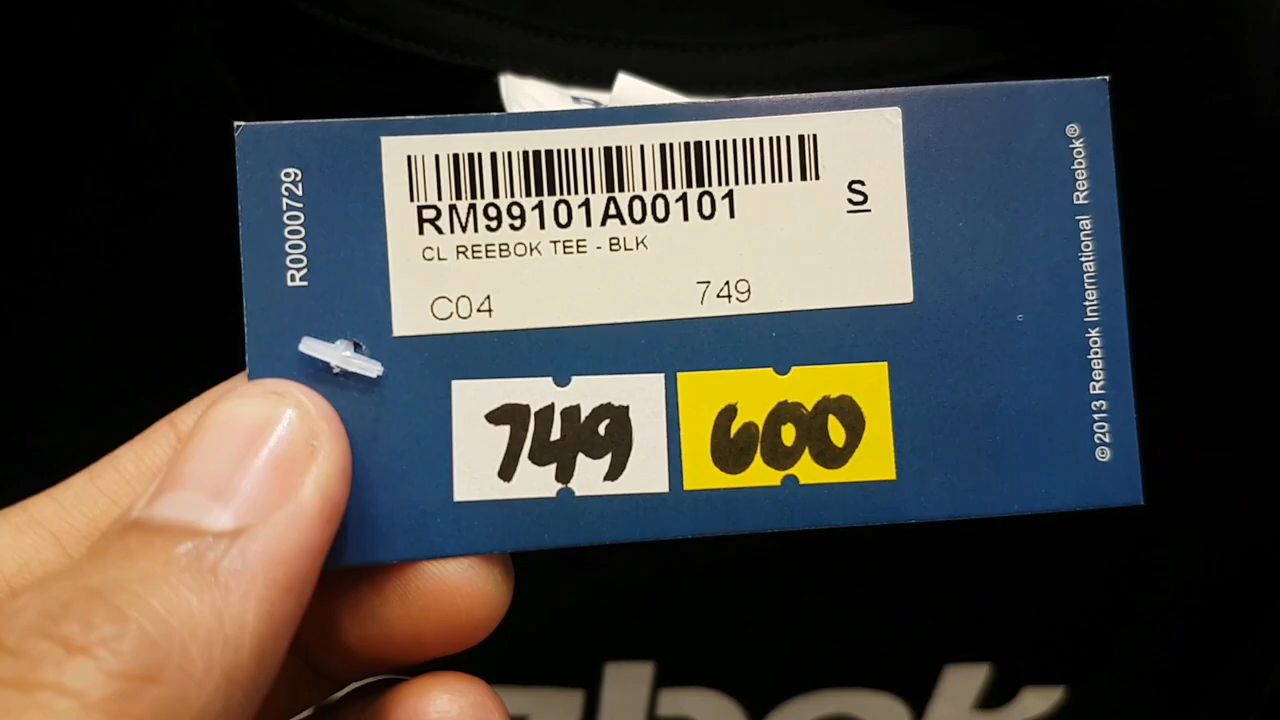 R0000729
RM99101A00101
S
CL REEBOK TEE - BLK
C04 749
749
600
©2013 Reebok International Reebok®